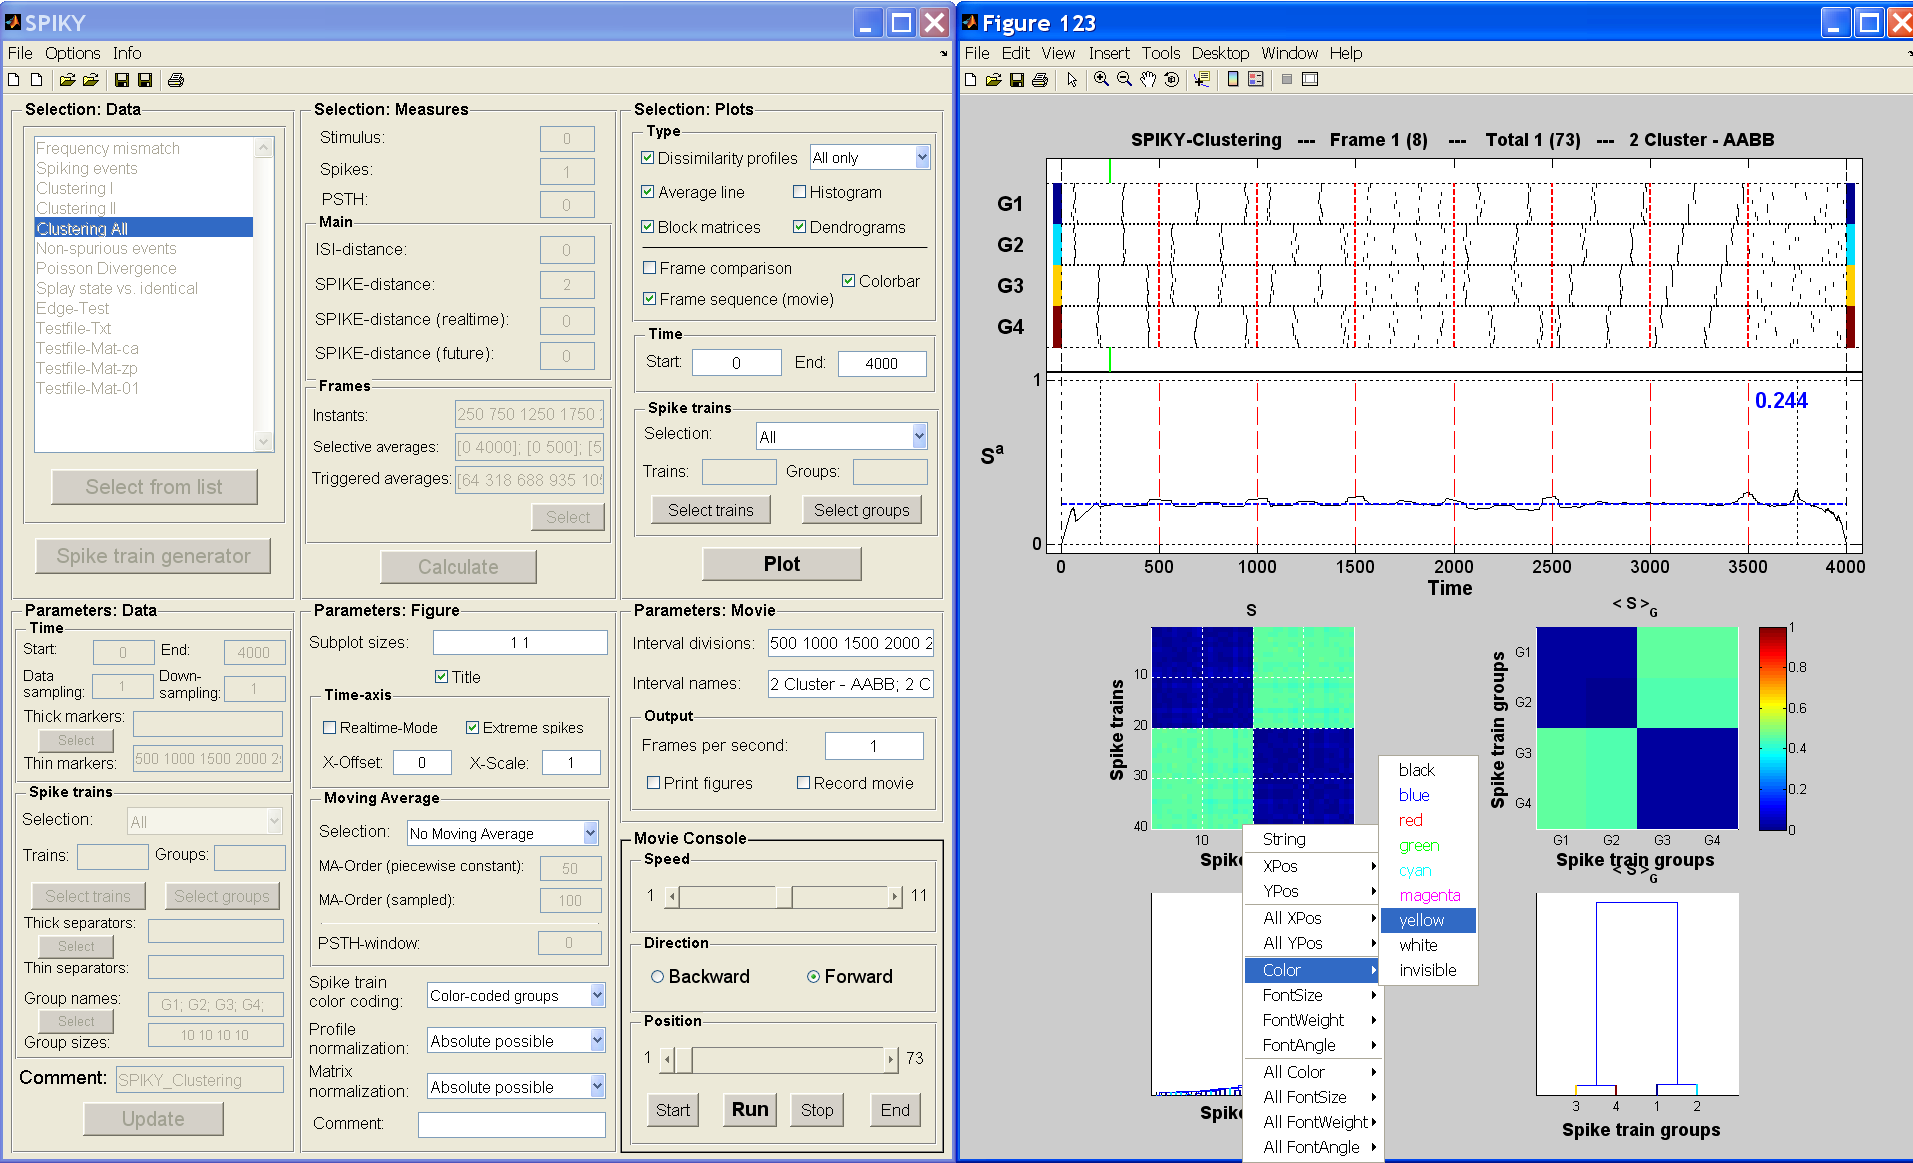 SPIKY
File Options Info
Selection: Data
Frequency mismatch
Spiking events
Clustering I
Clustering II
Clustering All
Non-spurious events
Poisson Divergence
Splay state vs. identical
Edge-Test
Testfile-Txt
Testfile-Mat-ca
Testfile-Mat-zp
Testfile-Mat-01
Select from list
Spike train generator
Selection: Measures
Stimulus: 0
Spikes: 1
PSTH: 0
Main
ISI-distance: 0
SPIKE-distance: 2
SPIKE-distance (realtime): 0
SPIKE-distance (future): 0
Frames
Instants: 250 750 1250 1750
Selective averages: [0 4000]; [0 500]; [5
Triggered averages: [64 318 688 935 10
Select
Calculate
Selection: Plots
Type
Dissimilarity profiles All only
Average line Histogram
Block matrices Dendrograms
Frame comparison
Colorbar
Frame sequence (movie)
Time
Start: 0 End: 4000
Spike trains
Selection: All
Trains: Groups:
Select trains Select groups
Plot
Parameters: Data
Time
Start: 0 End: 4000
Data sampling: 1 Down-sampling: 1
Thick markers:
Select
Thin markers: 500 1000 1500 2000 2
Spike trains
Selection: All
Trains: Groups:
Select trains Select groups
Thick separators:
Select
Thin separators:
Group names: G1; G2; G3; G4;
Select
Group sizes: 10 10 10 10
Comment: SPIKY_Clustering
Update
Parameters: Figure
Subplot sizes: 1 1
Title
Time-axis
Realtime-Mode Extreme spikes
X-Offset: 0 X-Scale: 1
Moving Average
Selection: No Moving Average
MA-Order (piecewise constant): 50
MA-Order (sampled): 100
PSTH-window: 0
Spike train
color coding: Color-coded groups
Profile
normalization: Absolute possible
Matrix
normalization: Absolute possible
Comment:
Parameters: Movie
Interval divisions: 500 1000 1500 2000 2
Interval names: 2 Cluster - AABB; 2 C
Output
Frames per second: 1
Print figures Record movie
Movie Console
Speed
1 11
Direction
Backward Forward
Position
1 73
Start Run Stop End
Figure 123
File Edit View Insert Tools Desktop Window Help
SPIKY-Clustering --- Frame 1 (8) --- Total 1 (73) --- 2 Cluster - AABB
G1
G2
G3
G4
1
0.244
Sa
0
0 500 1000 1500 2000 2500 3000 3500 4000
Time
S
Spike trains
10
20
30
40
10
Spike
< S >G
Spike train groups
G1
G2
G3
G4
G1 G2 G3 G4
Spike train groups
1
0.8
0.6
0.4
0.2
0
String
XPos
YPos
All XPos
All YPos
Color
FontSize
FontWeight
FontAngle
All Color
All FontSize
All FontWeight
All FontAngle
black
blue
red
green
cyan
magenta
yellow
white
invisible
Spike
< S >G
3 4 1 2
Spike train groups